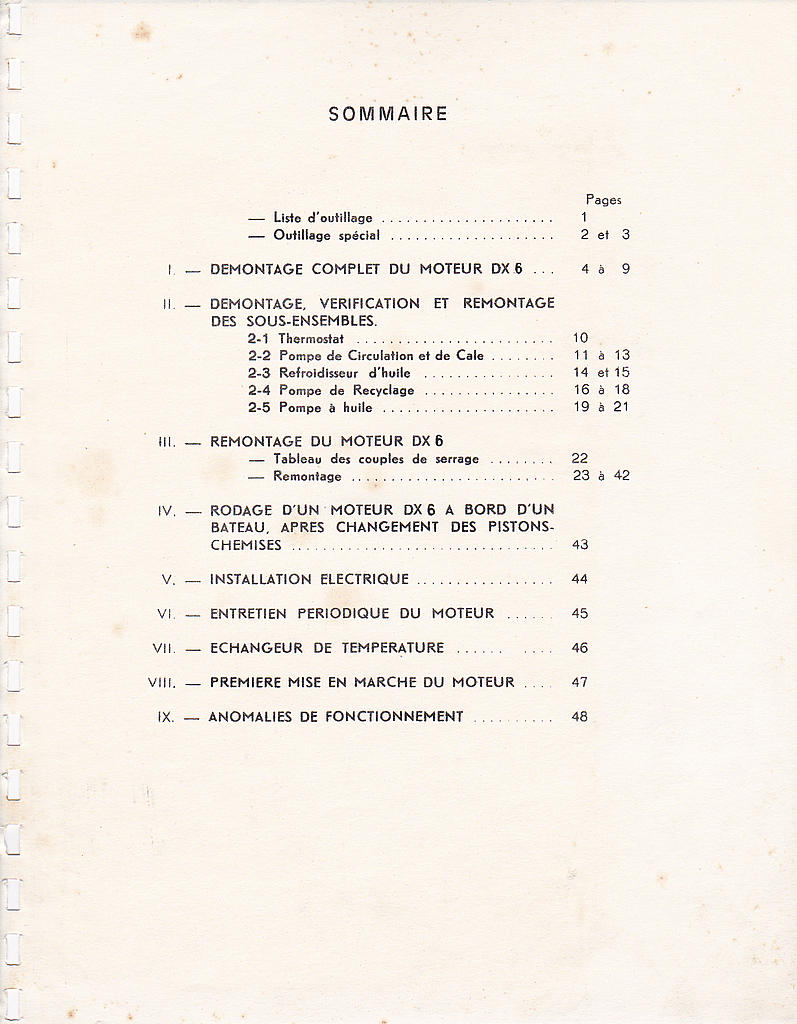 SOMMAIRE
Pages
— Liste d'outillage ..................... 1
— Outillage spécial .................... 2 et 3
I. — DEMONTAGE COMPLET DU MOTEUR DX 6 ... 4 à 9
II. — DEMONTAGE, VERIFICATION ET REMONTAGE
DES SOUS-ENSEMBLES.
2-1 Thermostat ........................ 10
2-2 Pompe de Circulation et de Cale ........ 11 à 13
2-3 Refroidisseur d'huile ................ 14 et 15
2-4 Pompe de Recyclage ................ 16 à 18
2-5 Pompe à huile ..................... 19 à 21
III. — REMONTAGE DU MOTEUR DX 6
— Tableau des couples de serrage ........ 22
— Remontage ......................... 23 à 42
IV. — RODAGE D'UN MOTEUR DX 6 A BORD D'UN
BATEAU, APRES CHANGEMENT DES PISTONS-
CHEMISES ................................ 43
V. — INSTALLATION ELECTRIQUE ................. 44
VI. — ENTRETIEN PERIODIQUE DU MOTEUR ...... 45
VII. — ECHANGEUR DE TEMPERATURE ...... .... 46
VIII. — PREMIERE MISE EN MARCHE DU MOTEUR .... 47
IX. — ANOMALIES DE FONCTIONNEMENT .......... 48